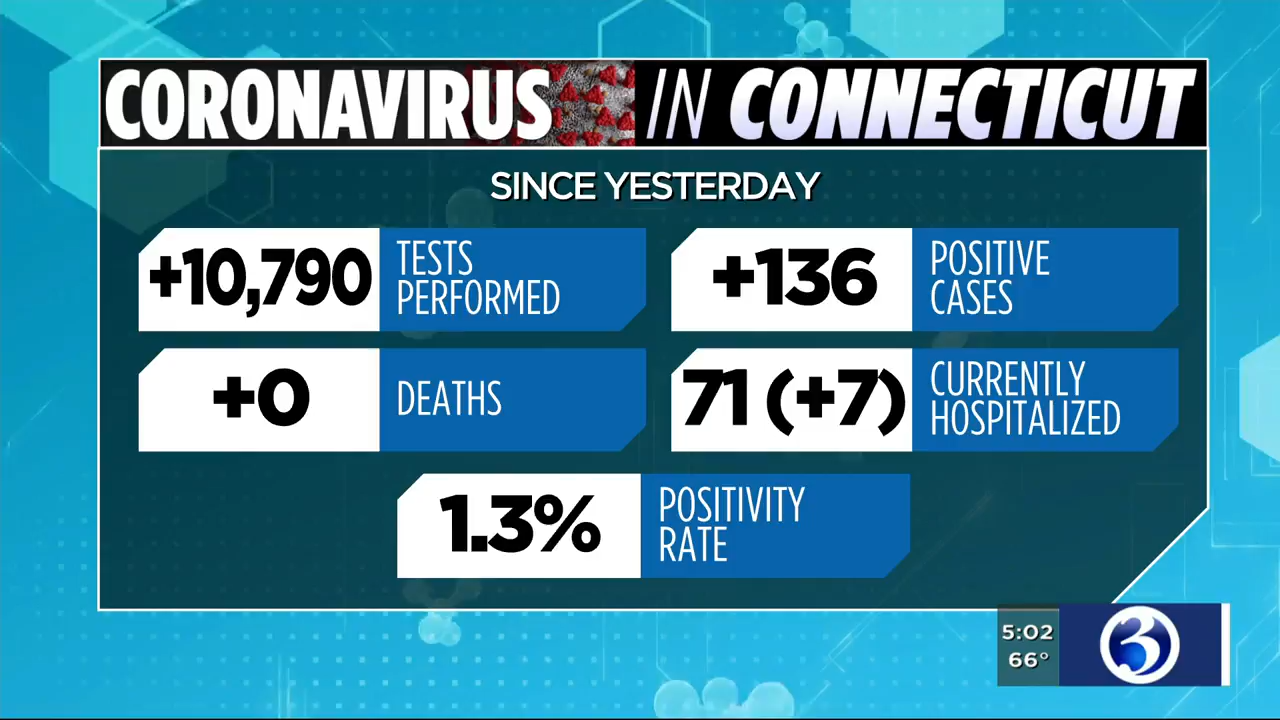 CORONAVIRUS IN CONNECTICUT
SINCE YESTERDAY
+10,790 TESTS
PERFORMED
+136 POSITIVE
CASES
+0 DEATHS
71 (+7) CURRENTLY
HOSPITALIZED
1.3% POSITIVITY
RATE
5:02
66°
3